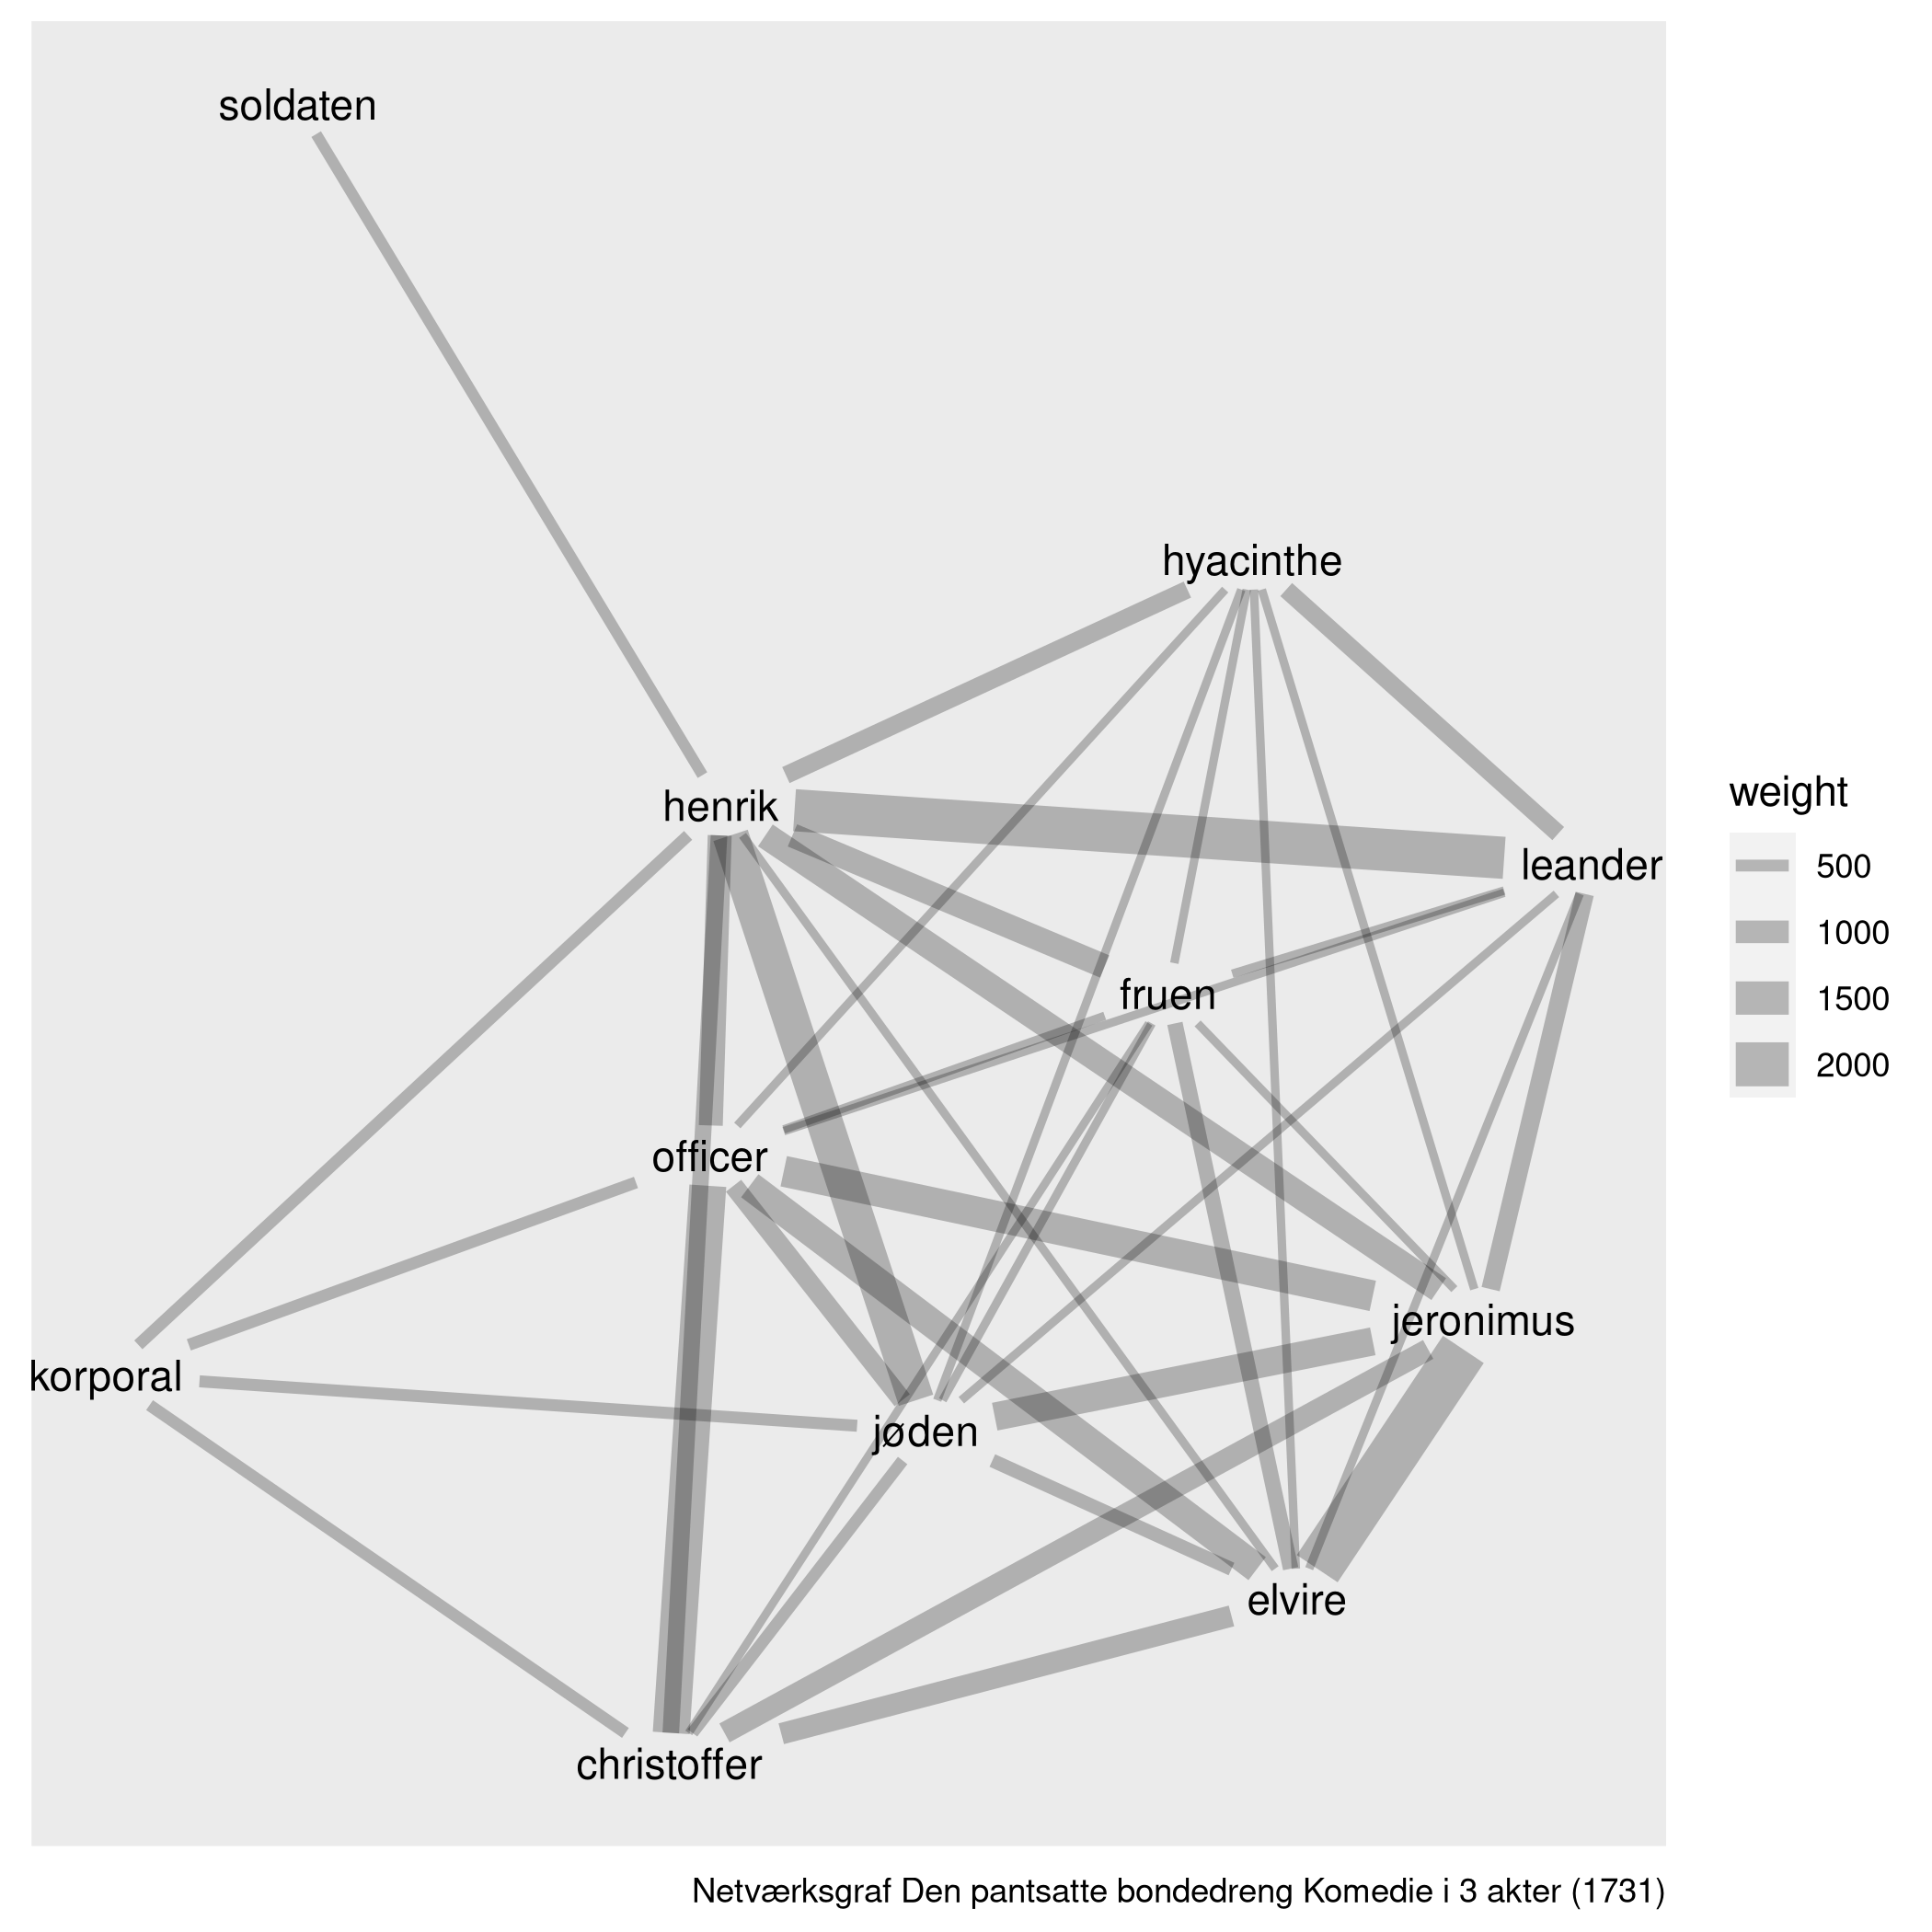 soldaten
hyacinthe
henrik
leander
fruen
officer
jeronimus
korporal
jøden
elvire
christoffer
weight
500
1000
1500
2000
Netværksgraf Den pantsatte bondedreng Komedie i 3 akter (1731)